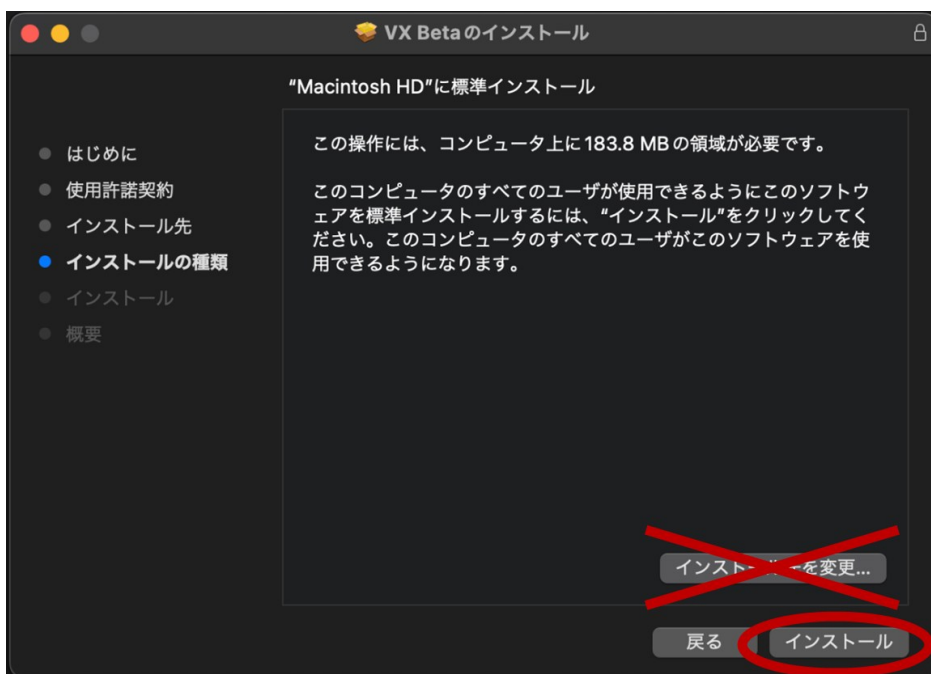 VX Betaのインストール
“Macintosh HD”に標準インストール
はじめに
使用許諾契約
インストール先
インストールの種類
インストール
概要
この操作には、コンピュータ上に183.8 MBの領域が必要です。
このコンピュータのすべてのユーザが使用できるようにこのソフトウ
ェアを標準インストールするには、“インストール”をクリックしてく
ださい。このコンピュータのすべてのユーザがこのソフトウェアを使
用できるようになります。
インストール先を変更...
戻る
インストール